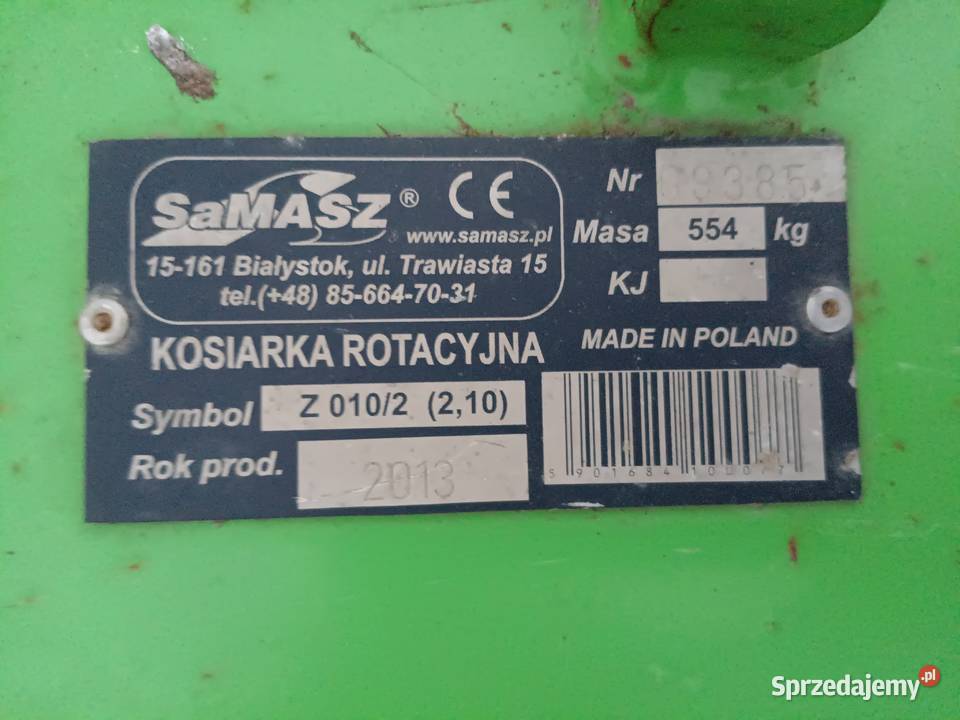 SaMASZ ® CE
www.samasz.pl
15-161 Białystok, ul. Trawiasta 15
tel.(+48) 85-664-70-31
Nr
Masa 554 kg
KJ
KOSIARKA ROTACYJNA
MADE IN POLAND
Symbol Z 010/2 (2,10)
Rok prod. 2013
Sprzedajemy.pl